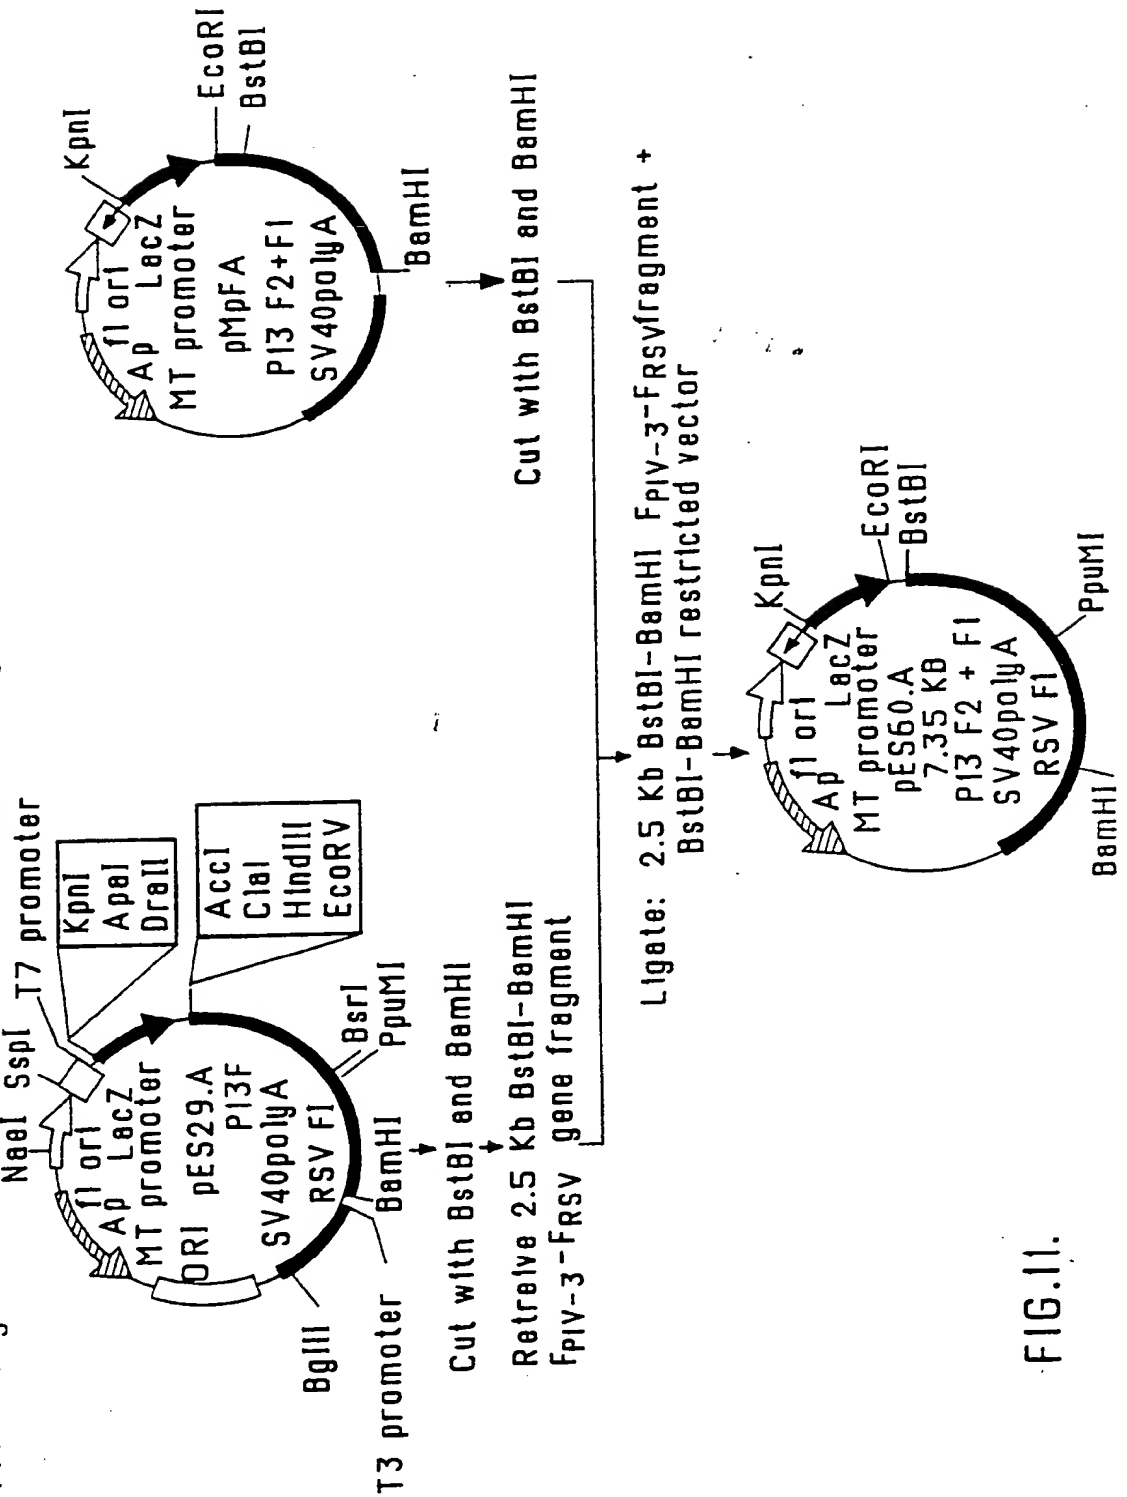 NaeI
SspI
T7 promoter
KpnI
ApaI
DraII
AccI
ClaI
HindIII
EcoRV
f1 ori
Ap LacZ
MT promoter
ORI pES29.A
PI3F
SV40polyA
RSV F1
BsrI
PpuMI
BamHI
BglII
T3 promoter
Cut with BstBI and BamHI
Retreive 2.5 Kb BstBI-BamHI
FPIV-3-FRSV gene fragment
KpnI
EcoRI
BstBI
f1 ori
Ap LacZ
MT promoter
pMpFA
PI3 F2+F1
SV40polyA
BamHI
Cut with BstBI and BamHI
Ligate: 2.5 Kb BstBI-BamHI FPIV-3-FRSVfragment +
BstBI-BamHI restricted vector
KpnI
EcoRI
BstBI
f1 ori
Ap LacZ
MT promoter
pES60.A
7.35 KB
PI3 F2 + F1
SV40polyA
RSV F1
PpuMI
BamHI
FIG.11.